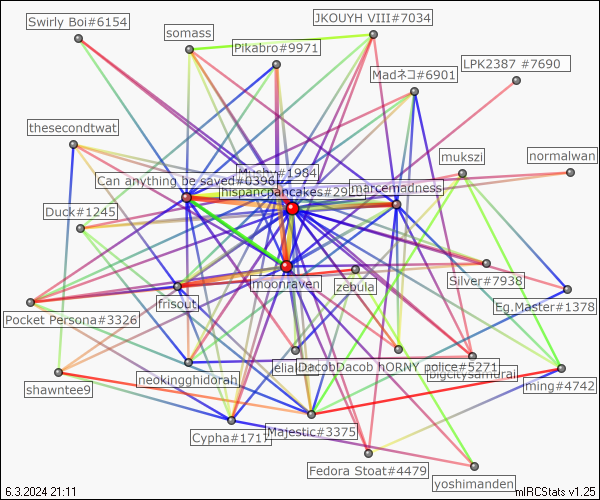 Swirly Boi#6154
JKOUYH VIII#7034
somass
Pikabro#9971
LPK2387 #7690
Madネコ#6901
thesecondtwat
mukszi
normalwan
Mushy#1984
Can anything be saved#0396
hispancpancakes#29
marcemadness
Duck#1245
Silver#7938
moonraven
zebula
Eg.Master#1378
frisout
Pocket Persona#3326
elia
DacobDacob hORNY police#5271
bigcitysamurai
neokingghidorah
shawntee9
ming#4742
Cypha#1717
Majestic#3375
Fedora Stoat#4479
yoshimanden
6.3.2024 21:11
mIRCStats v1.25